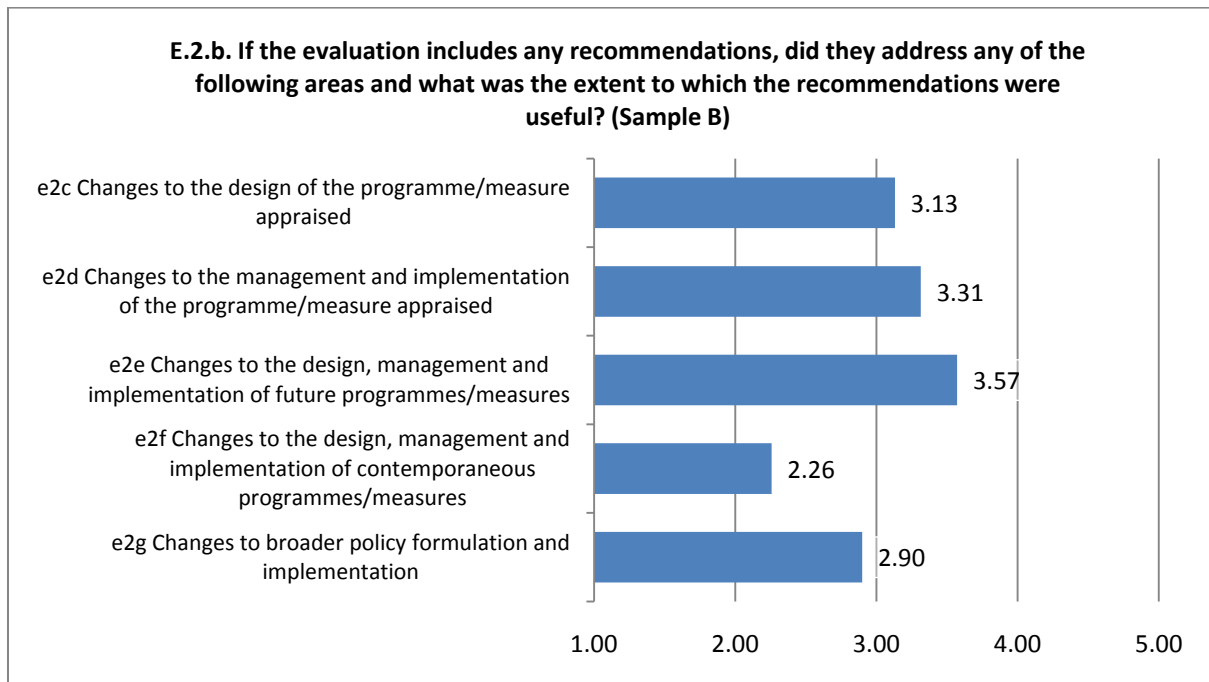 E.2.b. If the evaluation includes any recommendations, did they address any of the
following areas and what was the extent to which the recommendations were
useful? (Sample B)
e2c Changes to the design of the programme/measure
appraised
3.13
e2d Changes to the management and implementation
of the programme/measure appraised
3.31
e2e Changes to the design, management and
implementation of future programmes/measures
3.57
e2f Changes to the design, management and
implementation of contemporaneous
programmes/measures
2.26
e2g Changes to broader policy formulation and
implementation
2.90
1.00 2.00 3.00 4.00 5.00